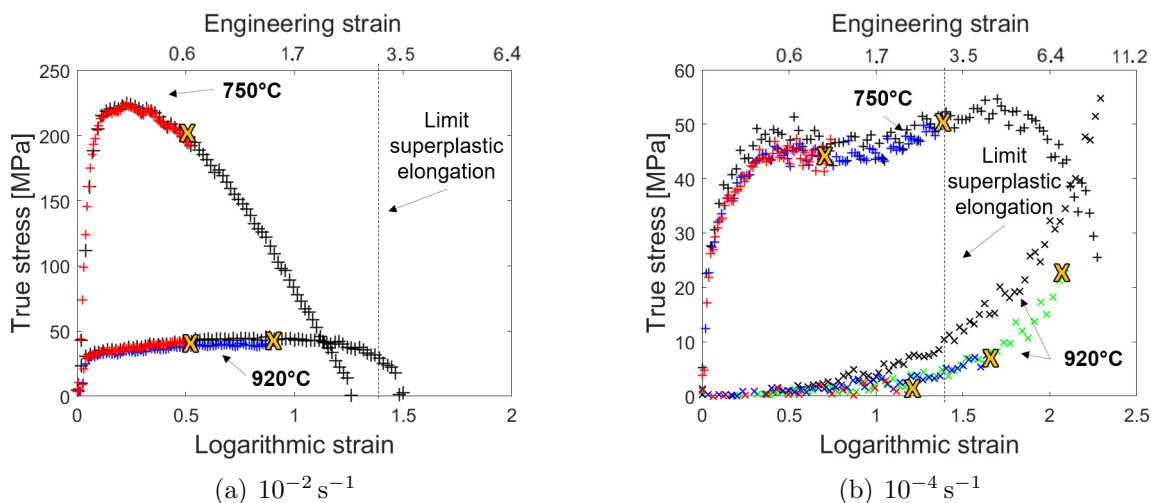 Engineering strain
0.6 1.7 3.5 6.4
250
200
150
100
50
0
True stress [MPa]
750°C
Limit
superplastic
elongation
920°C
X X X
0 0.5 1 1.5 2
Logarithmic strain
(a) 10⁻² s⁻¹
Engineering strain
0.6 1.7 3.5 6.4 11.2
60
50
40
30
20
10
0
True stress [MPa]
750°C
Limit
superplastic
elongation
920°C
X X X X X
0 0.5 1 1.5 2 2.5
Logarithmic strain
(b) 10⁻⁴ s⁻¹